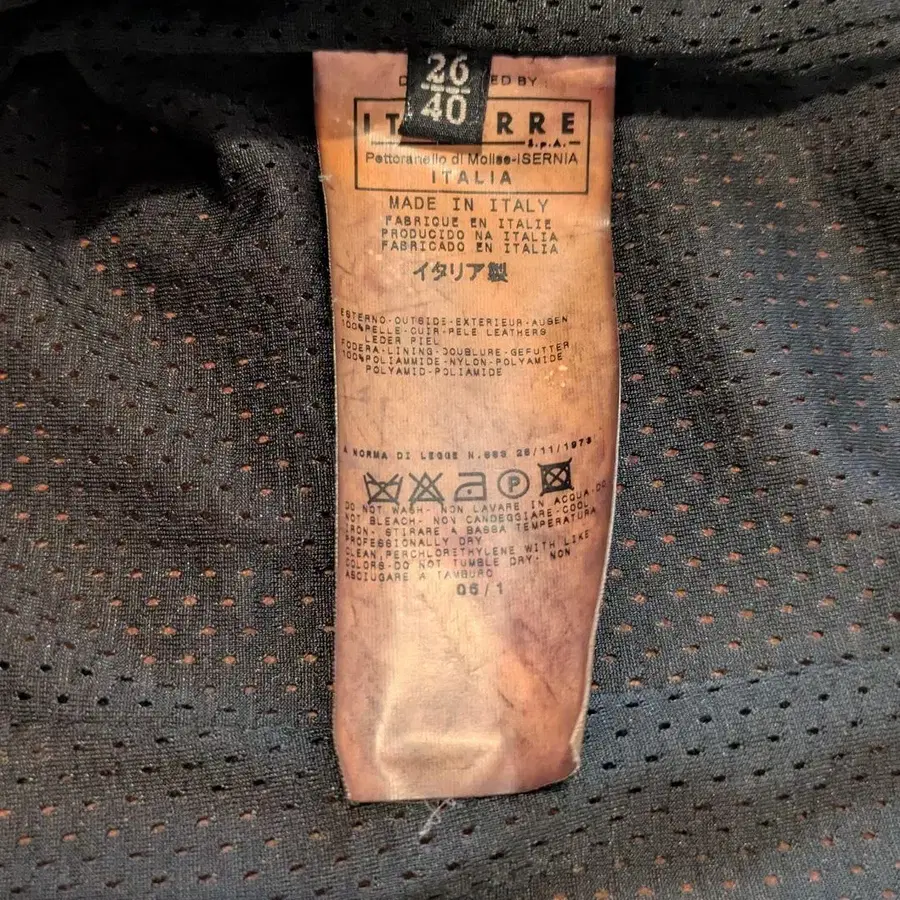 26
40
ED BY
IT RRE
S.p.A.
Pettoranello di Molise-ISERNIA
ITALIA
MADE IN ITALY
FABRIQUE EN ITALIE
PRODUCIDO NA ITALIA
FABRICADO EN ITALIA
イタリア製
ESTERNO-OUTSIDE-EXTERIEUR-AUSEN
100%PELLE-CUIR-PELE LEATHERS
LEDER PIEL
FODERA-LINING-DOUBLURE-GEFUTTER
100%POLIAMMIDE-NYLON-POLYAMIDE
POLYAMID-POLIAMIDE
A NORMA DI LEGGE N.883 26/11/1973
P
DO NOT WASH- NON LAVARE IN ACQUA-DO
NOT BLEACH- NON CANDEGGIARE-COOL
IRON- STIRARE A BASSA TEMPERATURA
PROFESSIONALLY DRY
CLEAN,PERCHLORITHYLENE WITH LIKE
COLORS-DO NOT TUMBLE DRY- NON
ASCIUGARE A TAMBURO
06/1